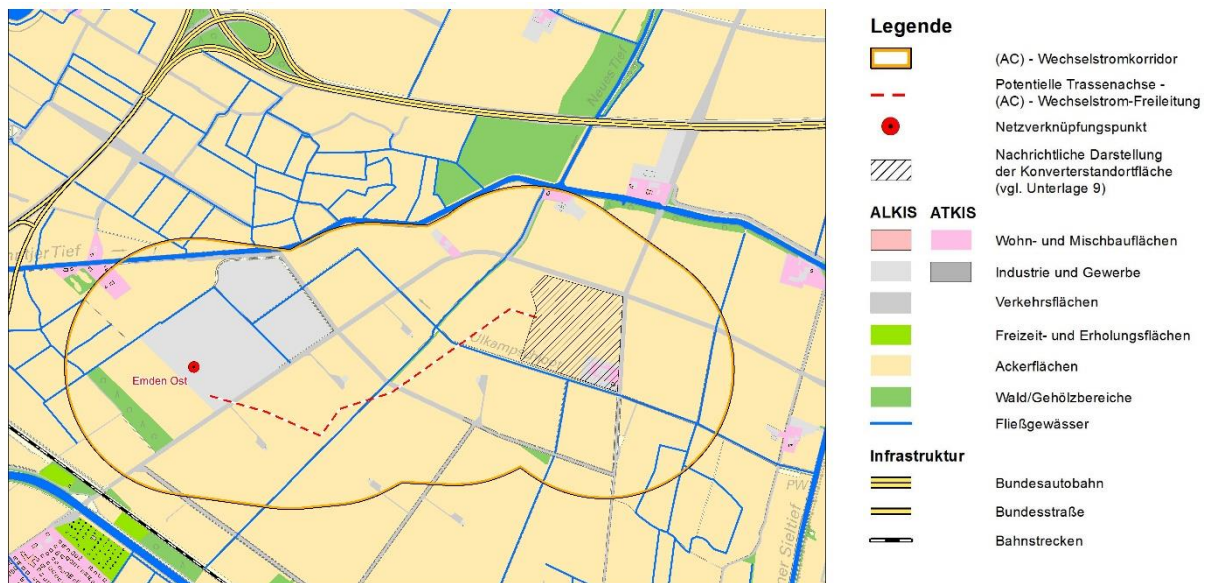 Neues Tief
Tief
Emden Ost
Sieltief
Legende
(AC) - Wechselstromkorridor
Potentielle Trassenachse -
(AC) - Wechselstrom-Freileitung
Netzverknüpfungspunkt
Nachrichtliche Darstellung
der Konverterstandortfläche
(vgl. Unterlage 9)
ALKIS ATKIS
Wohn- und Mischbauflächen
Industrie und Gewerbe
Verkehrsflächen
Freizeit- und Erholungsflächen
Ackerflächen
Wald/Gehölzbereiche
Fließgewässer
Infrastruktur
Bundesautobahn
Bundesstraße
Bahnstrecken